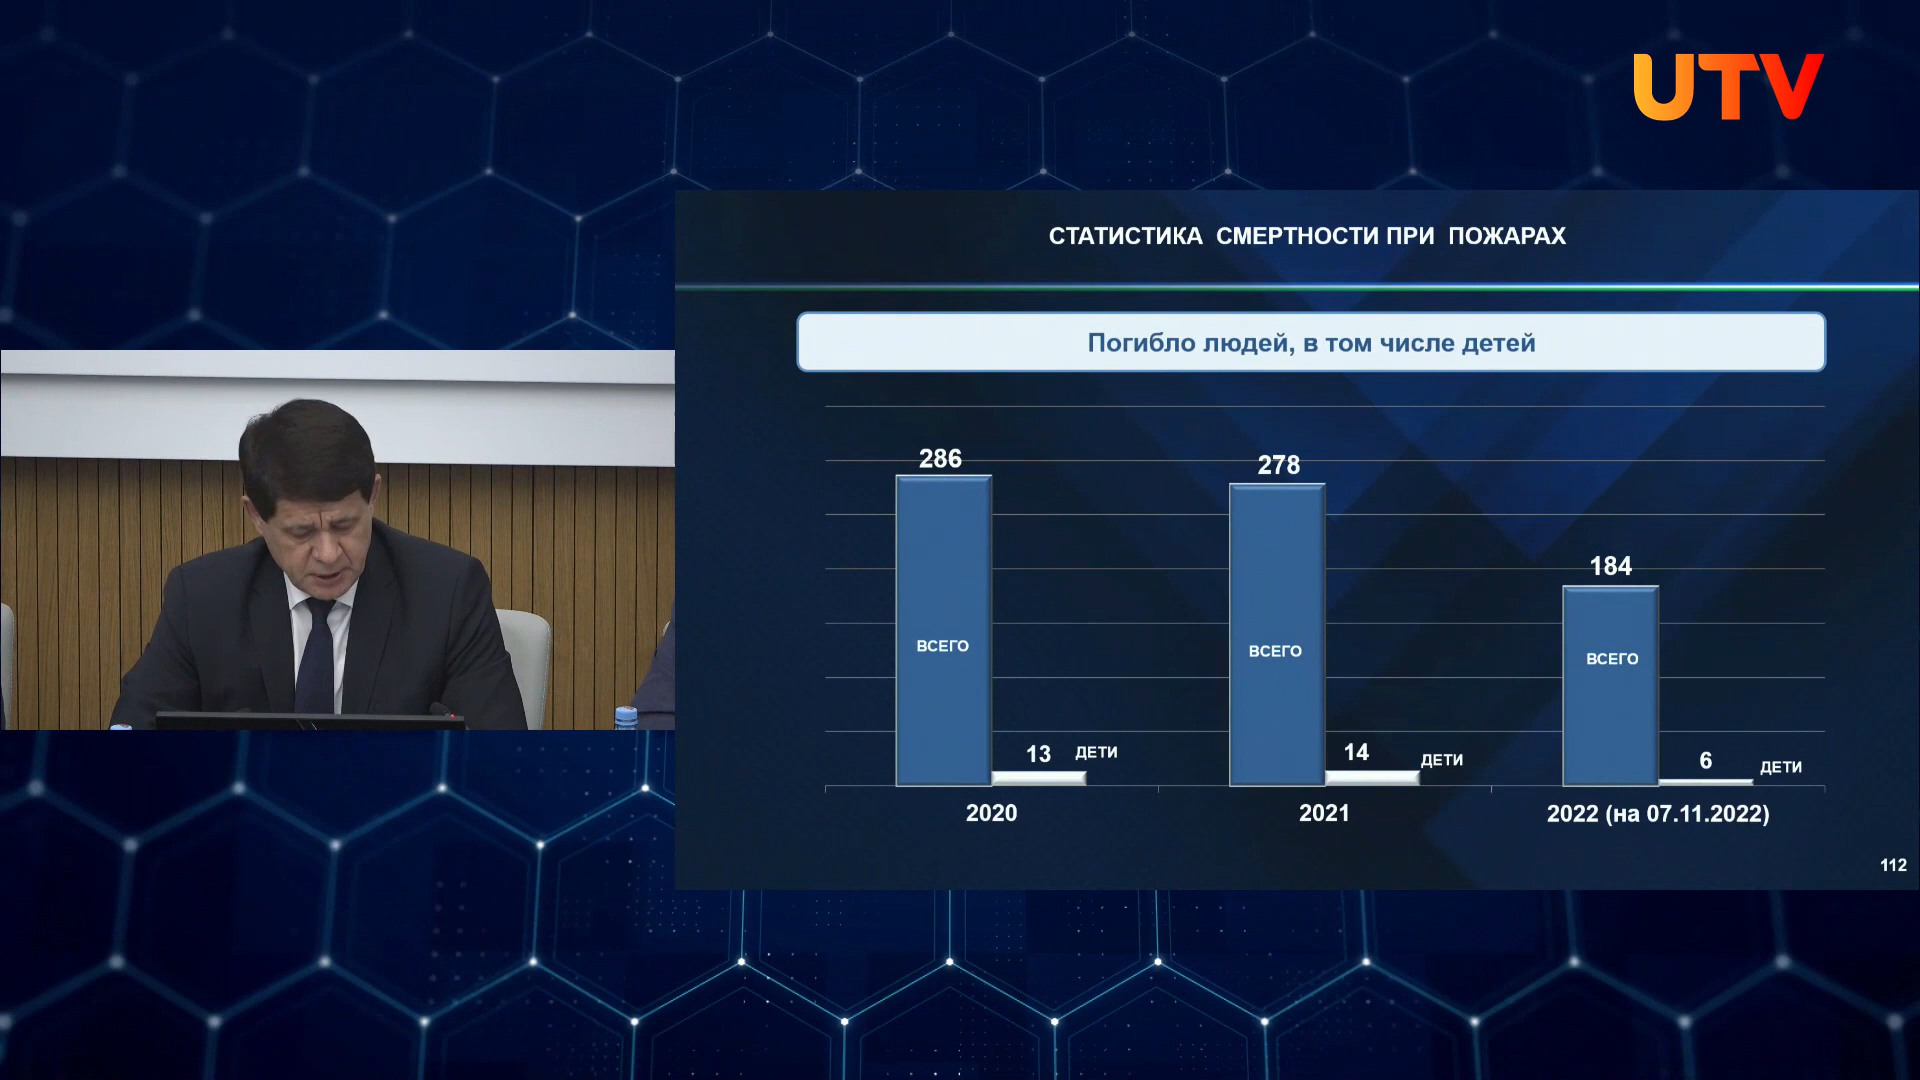 UTV
СТАТИСТИКА СМЕРТНОСТИ ПРИ ПОЖАРАХ
Погибло людей, в том числе детей
286
278
184
ВСЕГО
ВСЕГО
ВСЕГО
13 ДЕТИ
14 ДЕТИ
6 ДЕТИ
2020
2021
2022 (на 07.11.2022)
112